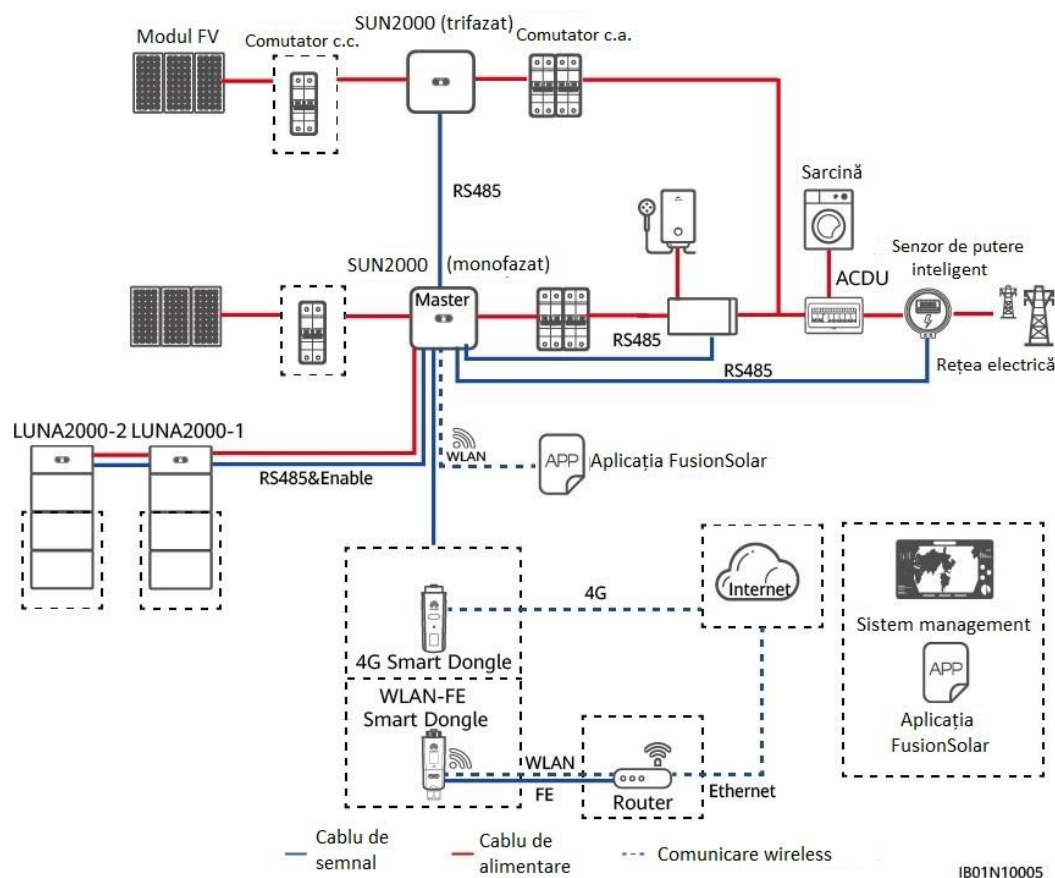 SUN2000 (trifazat)
Modul FV
Comutator c.c.
Comutator c.a.
RS485
Sarcină
SUN2000 (monofazat)
Senzor de putere
inteligent
ACDU
Master
RS485
RS485
Rețea electrică
LUNA2000-2 LUNA2000-1
RS485&Enable
WLAN
APP
Aplicația FusionSolar
4G
Internet
4G Smart Dongle
Sistem management
APP
Aplicația
FusionSolar
WLAN-FE
Smart Dongle
WLAN
FE
Router
Ethernet
Cablu de
semnal
Cablu de
alimentare
Comunicare wireless
IB01N10005